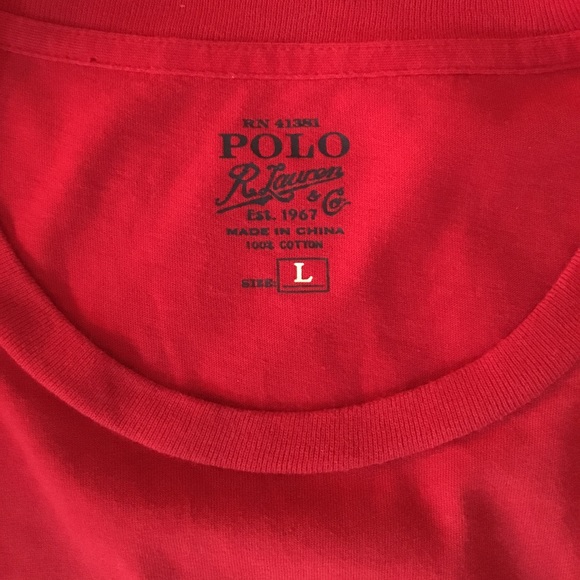 RN 41381
POLO
R. Lauren
& Co
EST. 1967
MADE IN CHINA
100% COTTON
SIZE: L